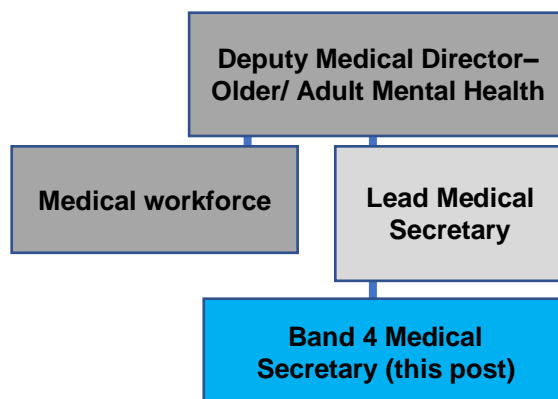 Deputy Medical Director–
Older/ Adult Mental Health
Medical workforce
Lead Medical
Secretary
Band 4 Medical
Secretary (this post)